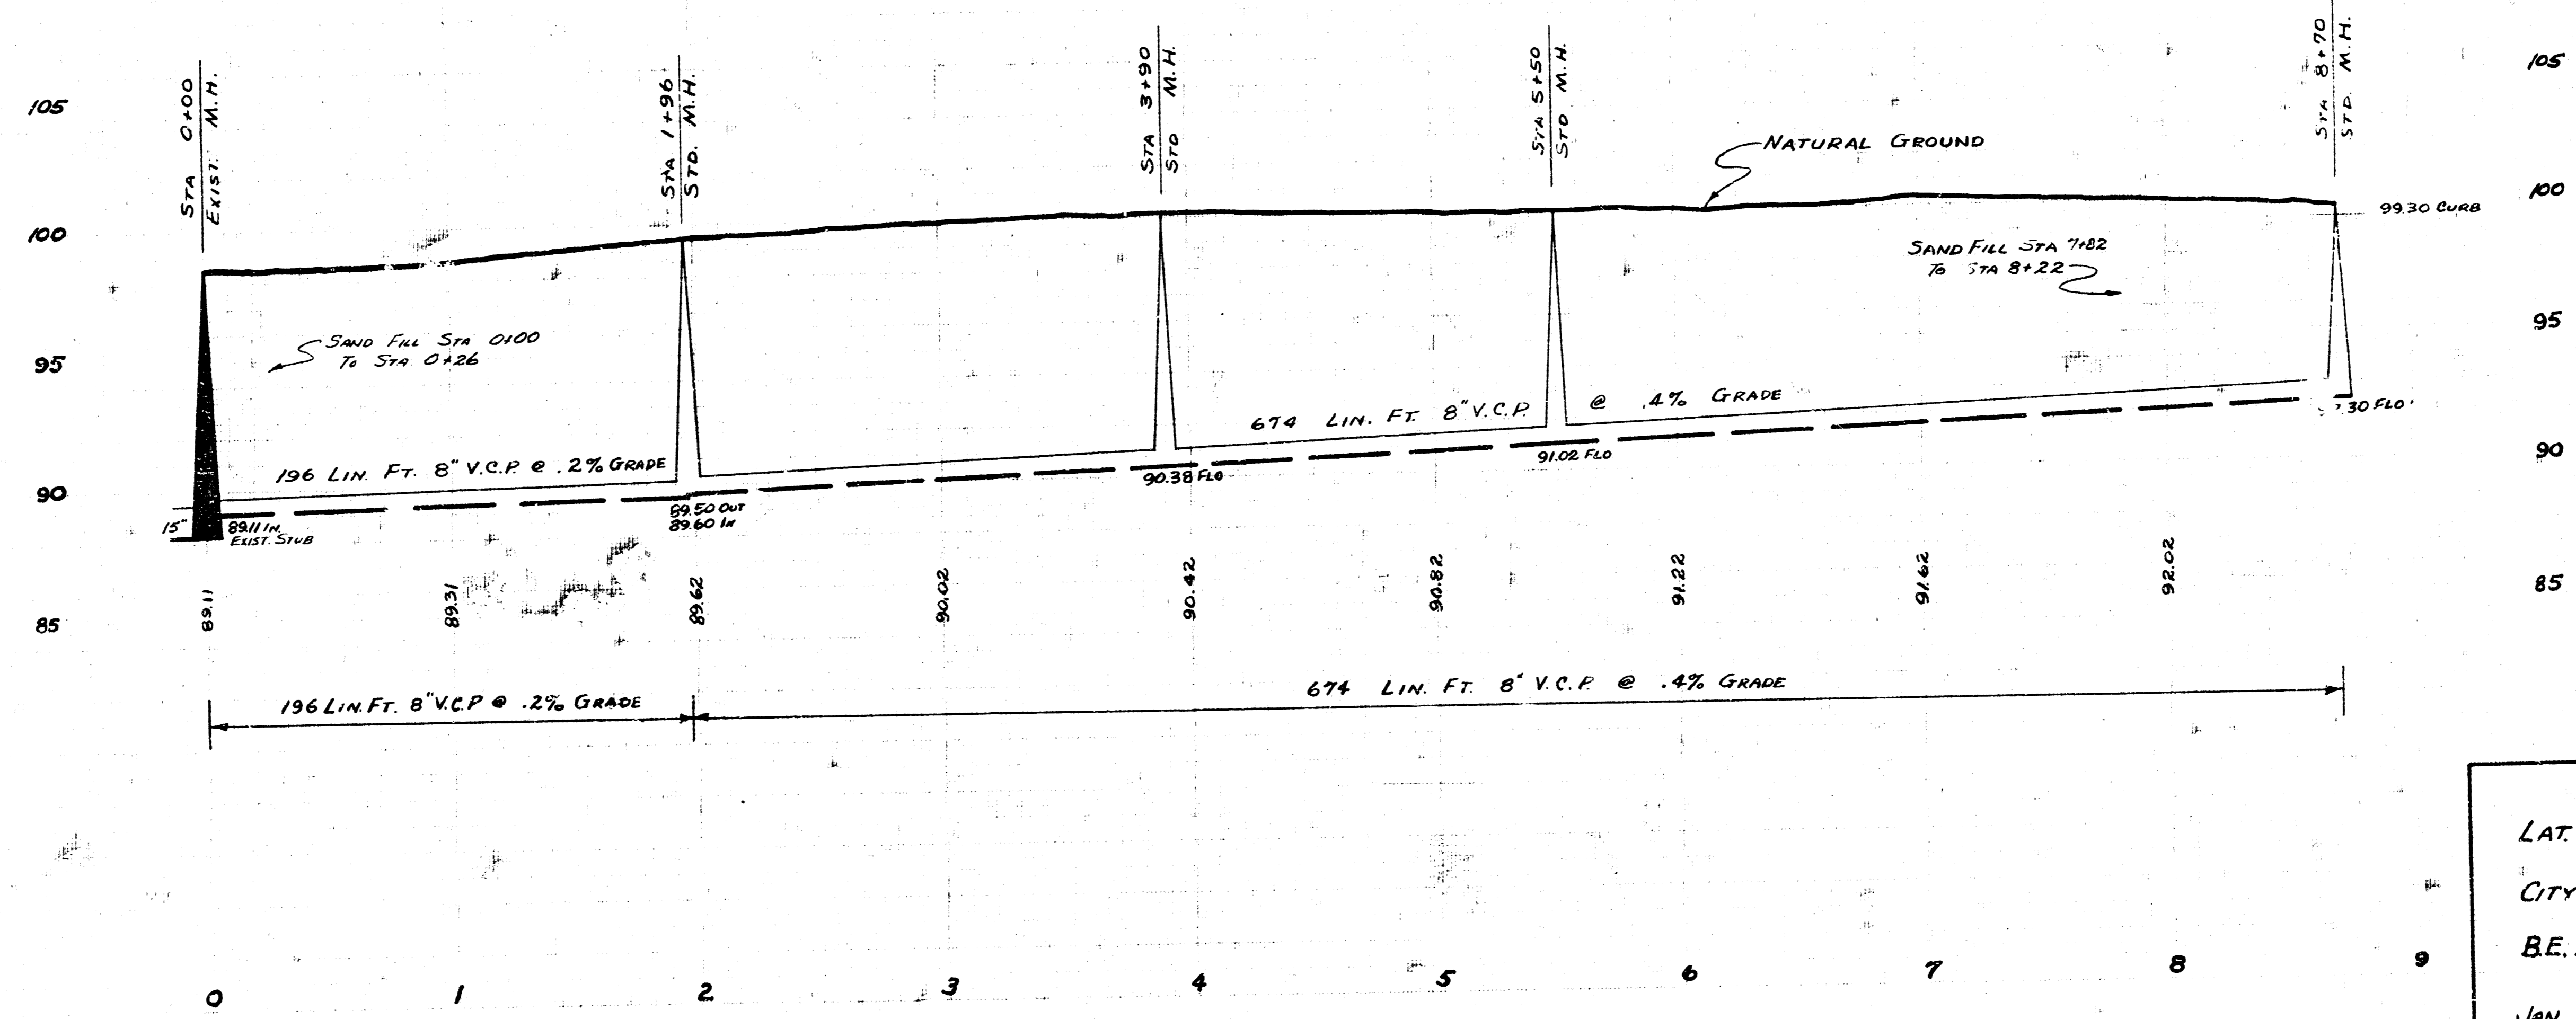 STA 0+00
EXIST. M.H.
STA 1+96
STD. M.H.
STA 3+90
STD M.H.
STA 5+50
STD M.H.
STA 8+70
STD. M.H.
105
105
NATURAL GROUND
100
100
99.30 CURB
SAND FILL STA 7+82
TO STA 8+22
SAND FILL STA 0+00
TO STA 0+26
95
95
196 LIN. FT. 8" V.C.P. @ .2% GRADE
674 LIN. FT. 8" V.C.P. @ .4% GRADE
90
90
15"
89.11 IN.
EXIST. STUB
89.50 OUT
89.60 IN
90.38 FLO
91.02 FLO
.30 FLO
85
85
89.11
89.31
89.62
90.02
90.42
90.82
91.22
91.62
92.02
196 LIN. FT. 8" V.C.P @ .2% GRADE
674 LIN. FT. 8" V.C.P. @ .4% GRADE
LAT.
CITY
B.E.
JAN
0 1 2 3 4 5 6 7 8 9